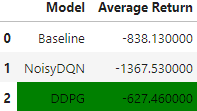 Model Average Return
0 Baseline -838.130000
1 NoisyDQN -1367.530000
2 DDPG -627.460000